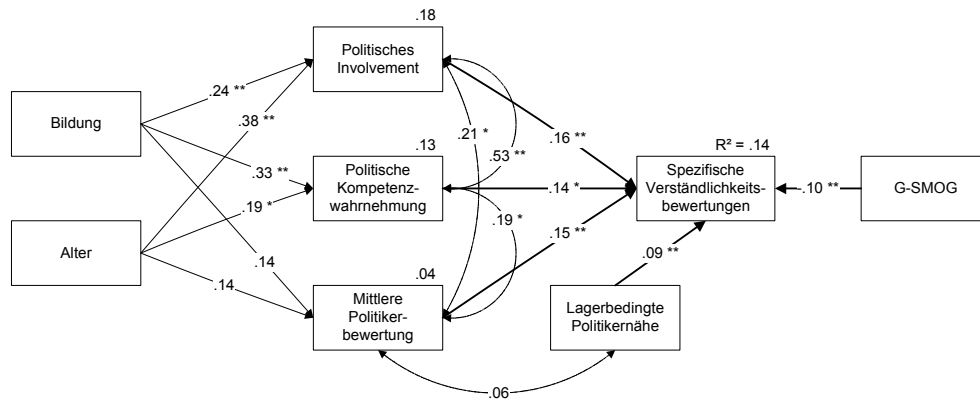 .18
Politisches
Involvement
.24 **
Bildung
.38 **
.21 *
.16 **
.13
.53 **
R² = .14
.33 **
Politische
Kompetenz-
wahrnehmung
.14 *
Spezifische
Verständlichkeits-
bewertungen
-.10 **
G-SMOG
.19 *
.19 *
.15 **
Alter
.14
.09 **
.14
.04
Mittlere
Politiker-
bewertung
Lagerbedingte
Politikernähe
.06